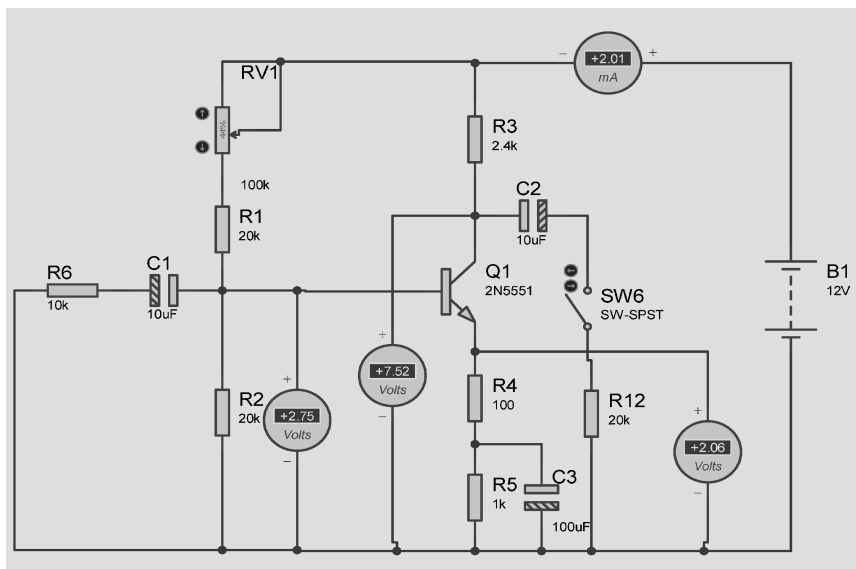 RV1
44%
100k
− +2.01 +
mA
R3
2.4k
R1
20k
C2
10uF
R6
10k
C1
10uF
Q1
2N5551
SW6
SW-SPST
B1
12V
+
+7.52
Volts
−
R2
20k
+
+2.75
Volts
−
R4
100
R12
20k
+
+2.06
Volts
−
R5
1k
C3
100uF